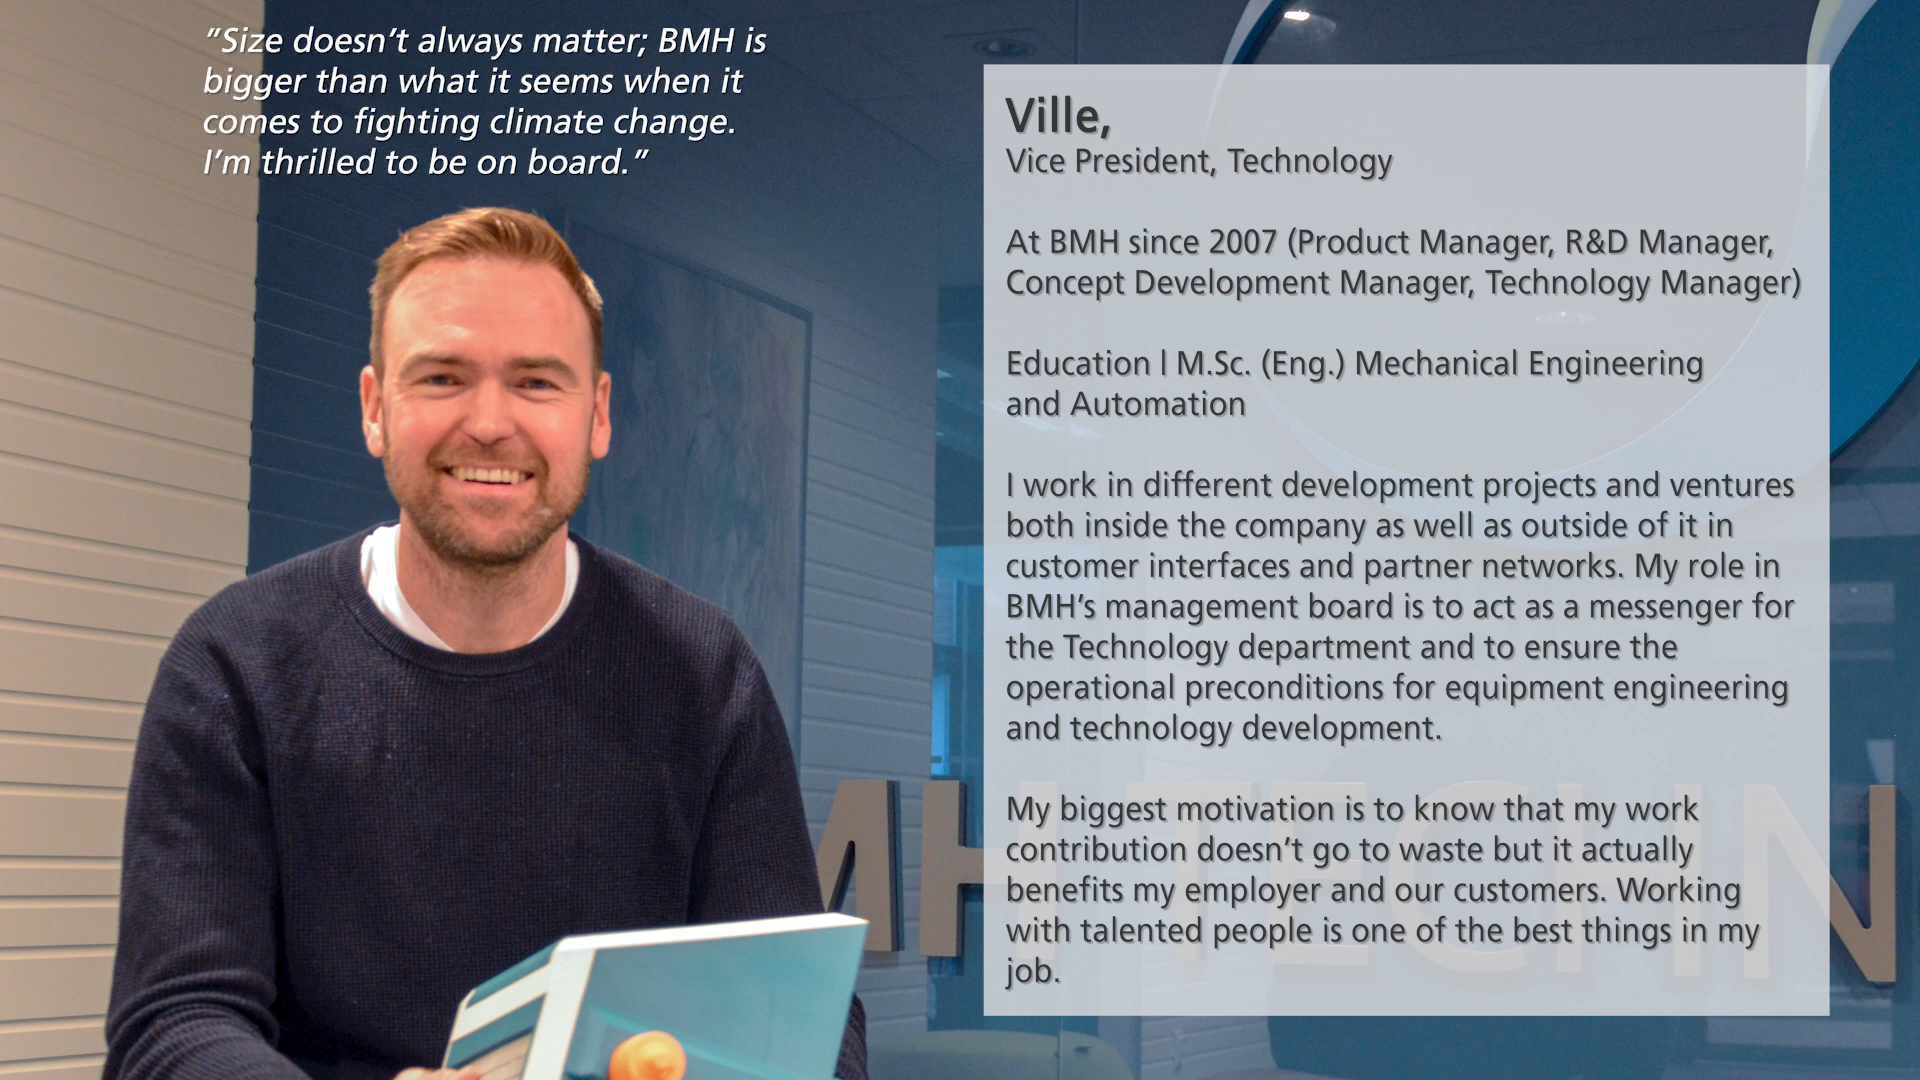 ”Size doesn’t always matter; BMH is
bigger than what it seems when it
comes to fighting climate change.
I’m thrilled to be on board.”
Ville,
Vice President, Technology
At BMH since 2007 (Product Manager, R&D Manager,
Concept Development Manager, Technology Manager)
Education l M.Sc. (Eng.) Mechanical Engineering
and Automation
I work in different development projects and ventures
both inside the company as well as outside of it in
customer interfaces and partner networks. My role in
BMH’s management board is to act as a messenger for
the Technology department and to ensure the
operational preconditions for equipment engineering
and technology development.
My biggest motivation is to know that my work
contribution doesn’t go to waste but it actually
benefits my employer and our customers. Working
with talented people is one of the best things in my
job.
MH TECHN